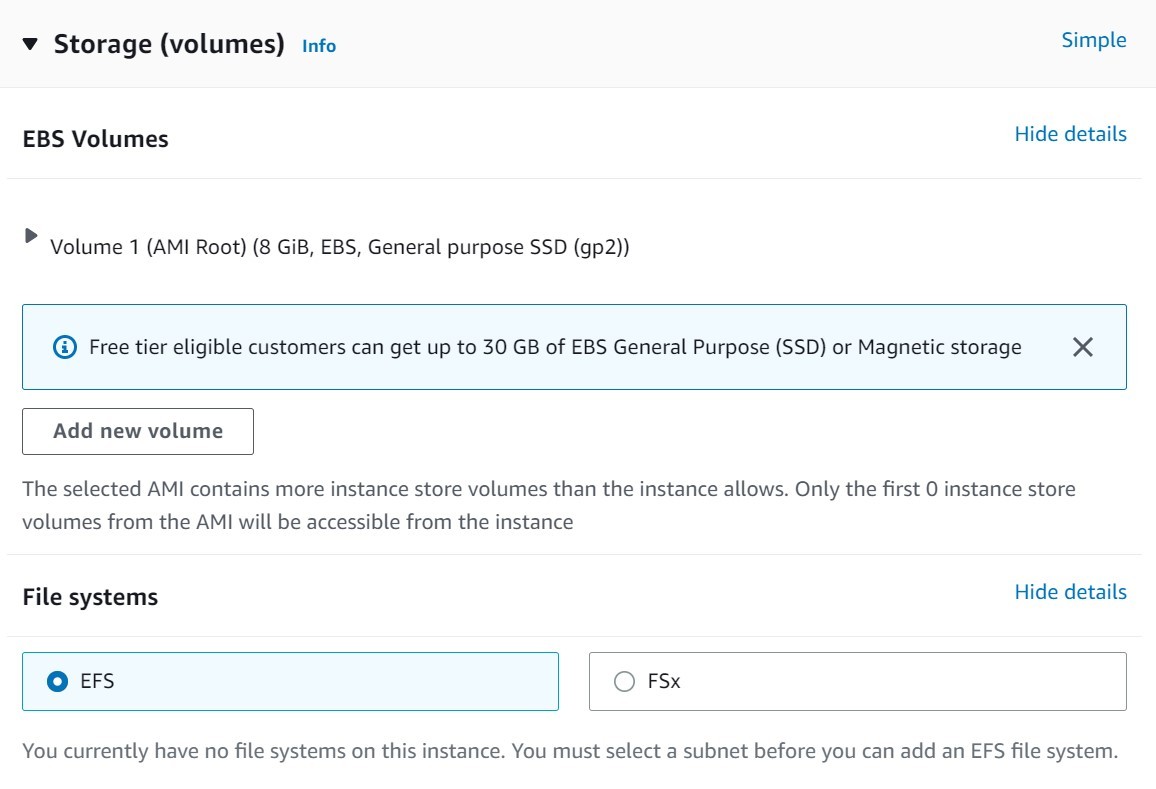 Storage (volumes) Info Simple
EBS Volumes Hide details
Volume 1 (AMI Root) (8 GiB, EBS, General purpose SSD (gp2))
Free tier eligible customers can get up to 30 GB of EBS General Purpose (SSD) or Magnetic storage
Add new volume
The selected AMI contains more instance store volumes than the instance allows. Only the first 0 instance store
volumes from the AMI will be accessible from the instance
File systems Hide details
EFS FSx
You currently have no file systems on this instance. You must select a subnet before you can add an EFS file system.